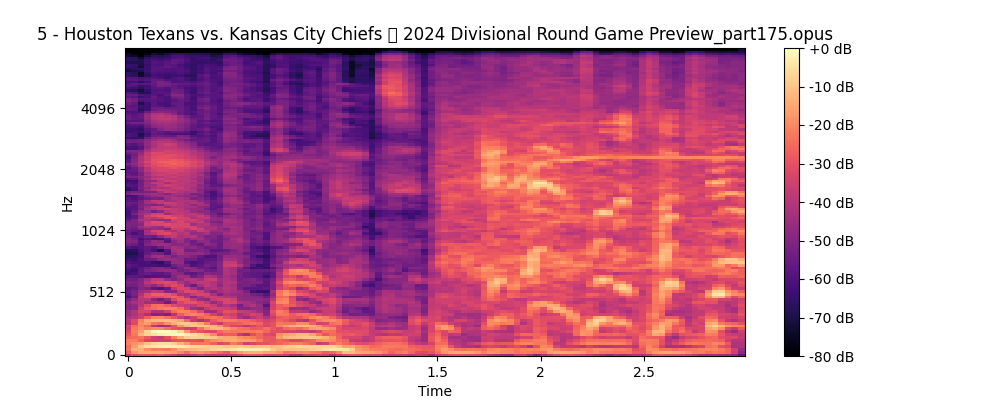 5 - Houston Texans vs. Kansas City Chiefs ▯ 2024 Divisional Round Game Preview_part175.opus
+0 dB
4096
-10 dB
-20 dB
2048
-30 dB
Hz
1024
-40 dB
-50 dB
512
-60 dB
-70 dB
0
-80 dB
0 0.5 1 1.5 2 2.5
Time